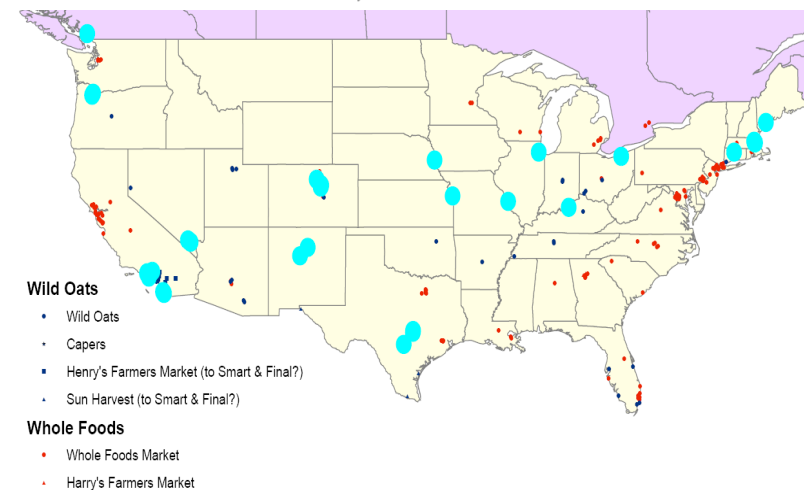 Wild Oats
Wild Oats
Capers
Henry's Farmers Market (to Smart & Final?)
Sun Harvest (to Smart & Final?)
Whole Foods
Whole Foods Market
Harry's Farmers Market